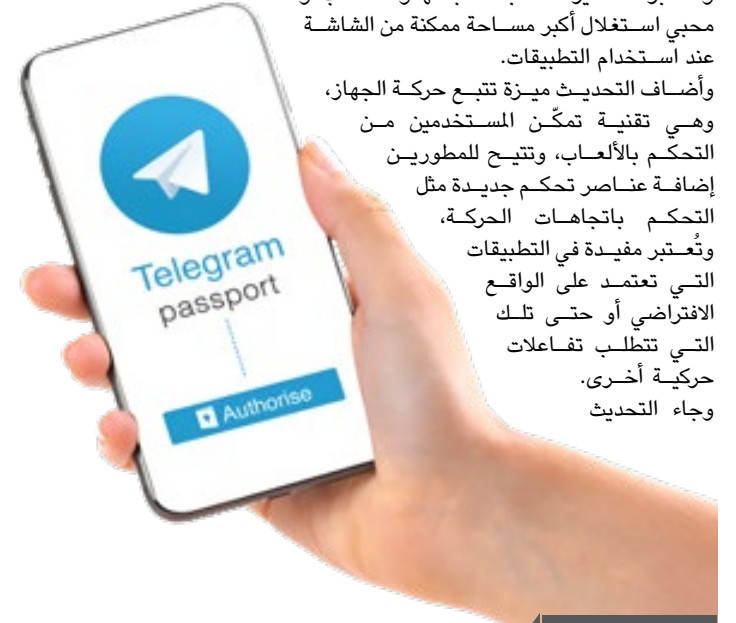 محبي استغلال أكبر مساحة ممكنة من الشاشة
عند استخدام التطبيقات.
وأضاف التحديث ميزة تتبع حركة الجهاز،
وهي تقنية تمكّن المستخدمين من
التحكم بالألعاب، وتتيح للمطورين
إضافة عناصر تحكم جديدة مثل
التحكم باتجاهات الحركة،
وتُعتبر مفيدة في التطبيقات
التي تعتمد على الواقع
الافتراضي أو حتى تلك
التي تتطلب تفاعلات
حركية أخرى.
وجاء التحديث
Telegram
passport
Authorise